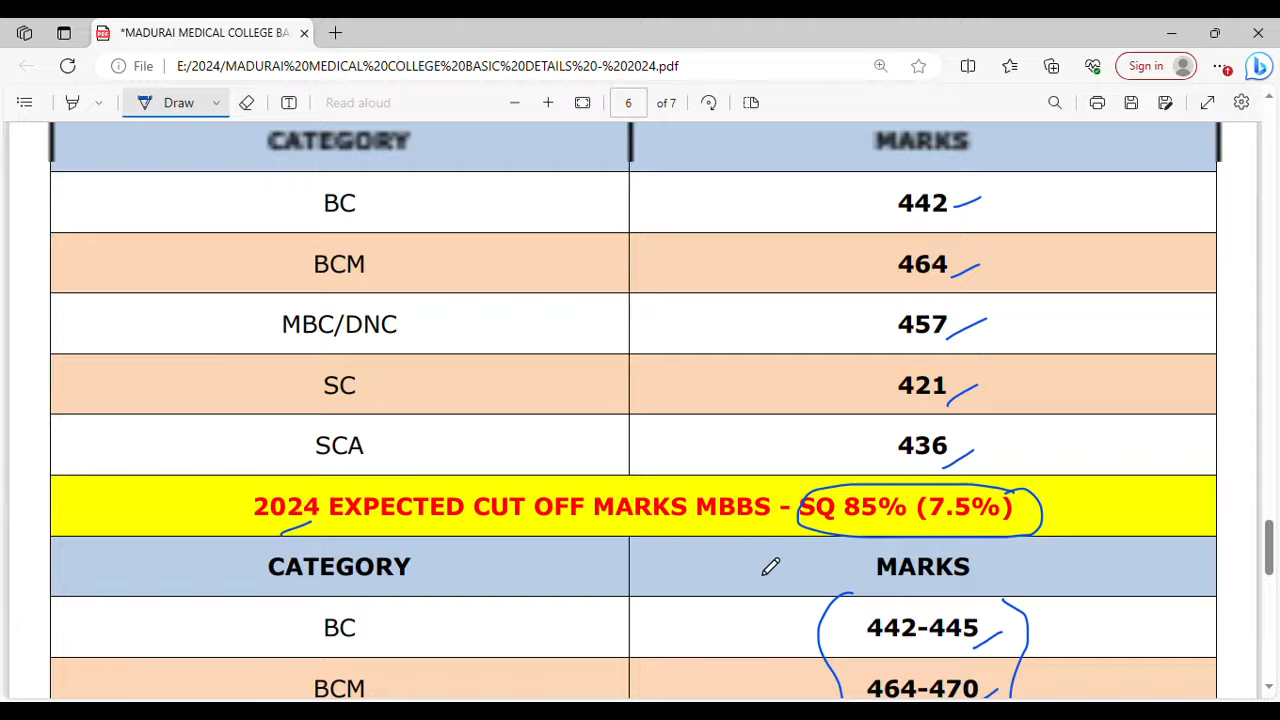 *MADURAI MEDICAL COLLEGE BA
File E:/2024/MADURAI%20MEDICAL%20COLLEGE%20BASIC%20DETAILS%20-%202024.pdf Sign in
Draw Read aloud 6 of 7
CATEGORY MARKS
BC 442
BCM 464
MBC/DNC 457
SC 421
SCA 436
2024 EXPECTED CUT OFF MARKS MBBS - SQ 85% (7.5%)
CATEGORY MARKS
BC 442-445
BCM 464-470